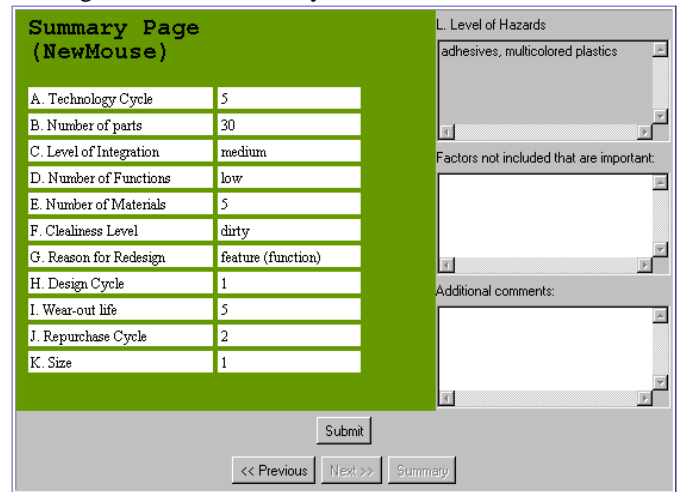 Summary Page
(NewMouse)
A. Technology Cycle 5
B. Number of parts 30
C. Level of Integration medium
D. Number of Functions low
E. Number of Materials 5
F. Clealiness Level dirty
G. Reason for Redesign feature (function)
H. Design Cycle 1
I. Wear-out life 5
J. Repurchase Cycle 2
K. Size 1
L. Level of Hazards
adhesives, multicolored plastics
Factors not included that are important:
Additional comments:
Submit
<< Previous Next >> Summary